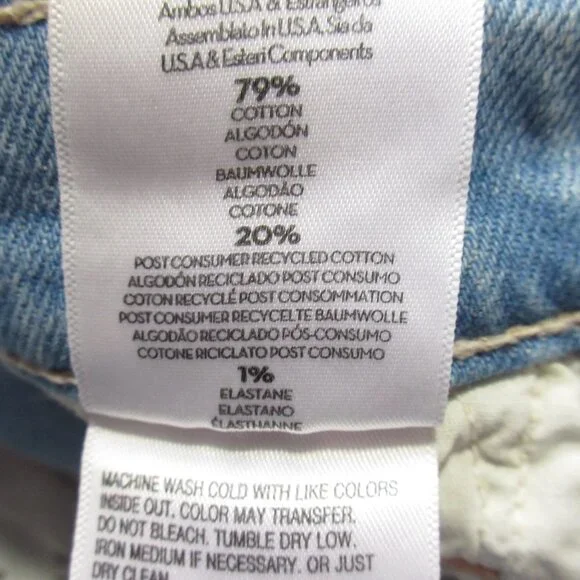 Ambos U.S.A. & Estrangeiros
Assemblato In U.S.A. Sia da
U.S.A & Esteri Components
79%
COTTON
ALGODÓN
COTON
BAUMWOLLE
ALGODÃO
COTONE
20%
POST CONSUMER RECYCLED COTTON
ALGODÓN RECICLADO POST CONSUMO
COTON RECYCLÉ POST CONSOMMATION
POST CONSUMER RECYCELTE BAUMWOLLE
ALGODÃO RECICLADO PÓS-CONSUMO
COTONE RICICLATO POST CONSUMO
1%
ELASTANE
ELASTANO
ÉLASTHANNE
MACHINE WASH COLD WITH LIKE COLORS
INSIDE OUT. COLOR MAY TRANSFER.
DO NOT BLEACH. TUMBLE DRY LOW.
IRON MEDIUM IF NECESSARY. OR JUST
DRY CLEAN